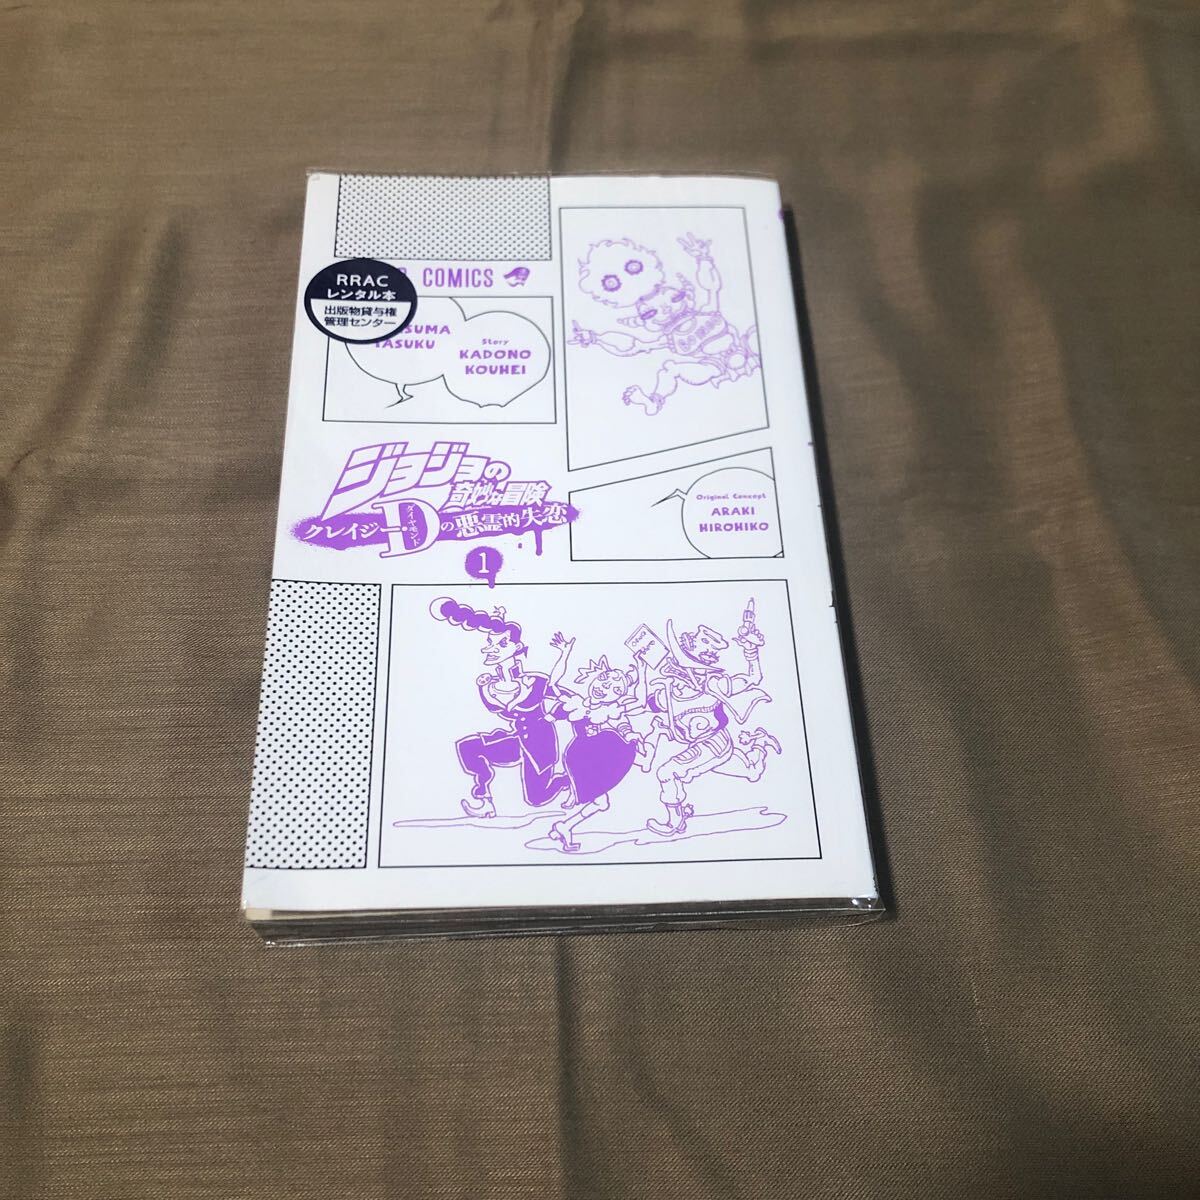 COMICS
RRAC
レンタル本
出版物貸与権
管理センター
TASUKU
Story
KADONO
KOUHEI
ジョジョの
奇妙な冒険
クレイジー・Dの悪霊的失恋
ダイヤモンド
1
Original Concept
ARAKI
HIROHIKO